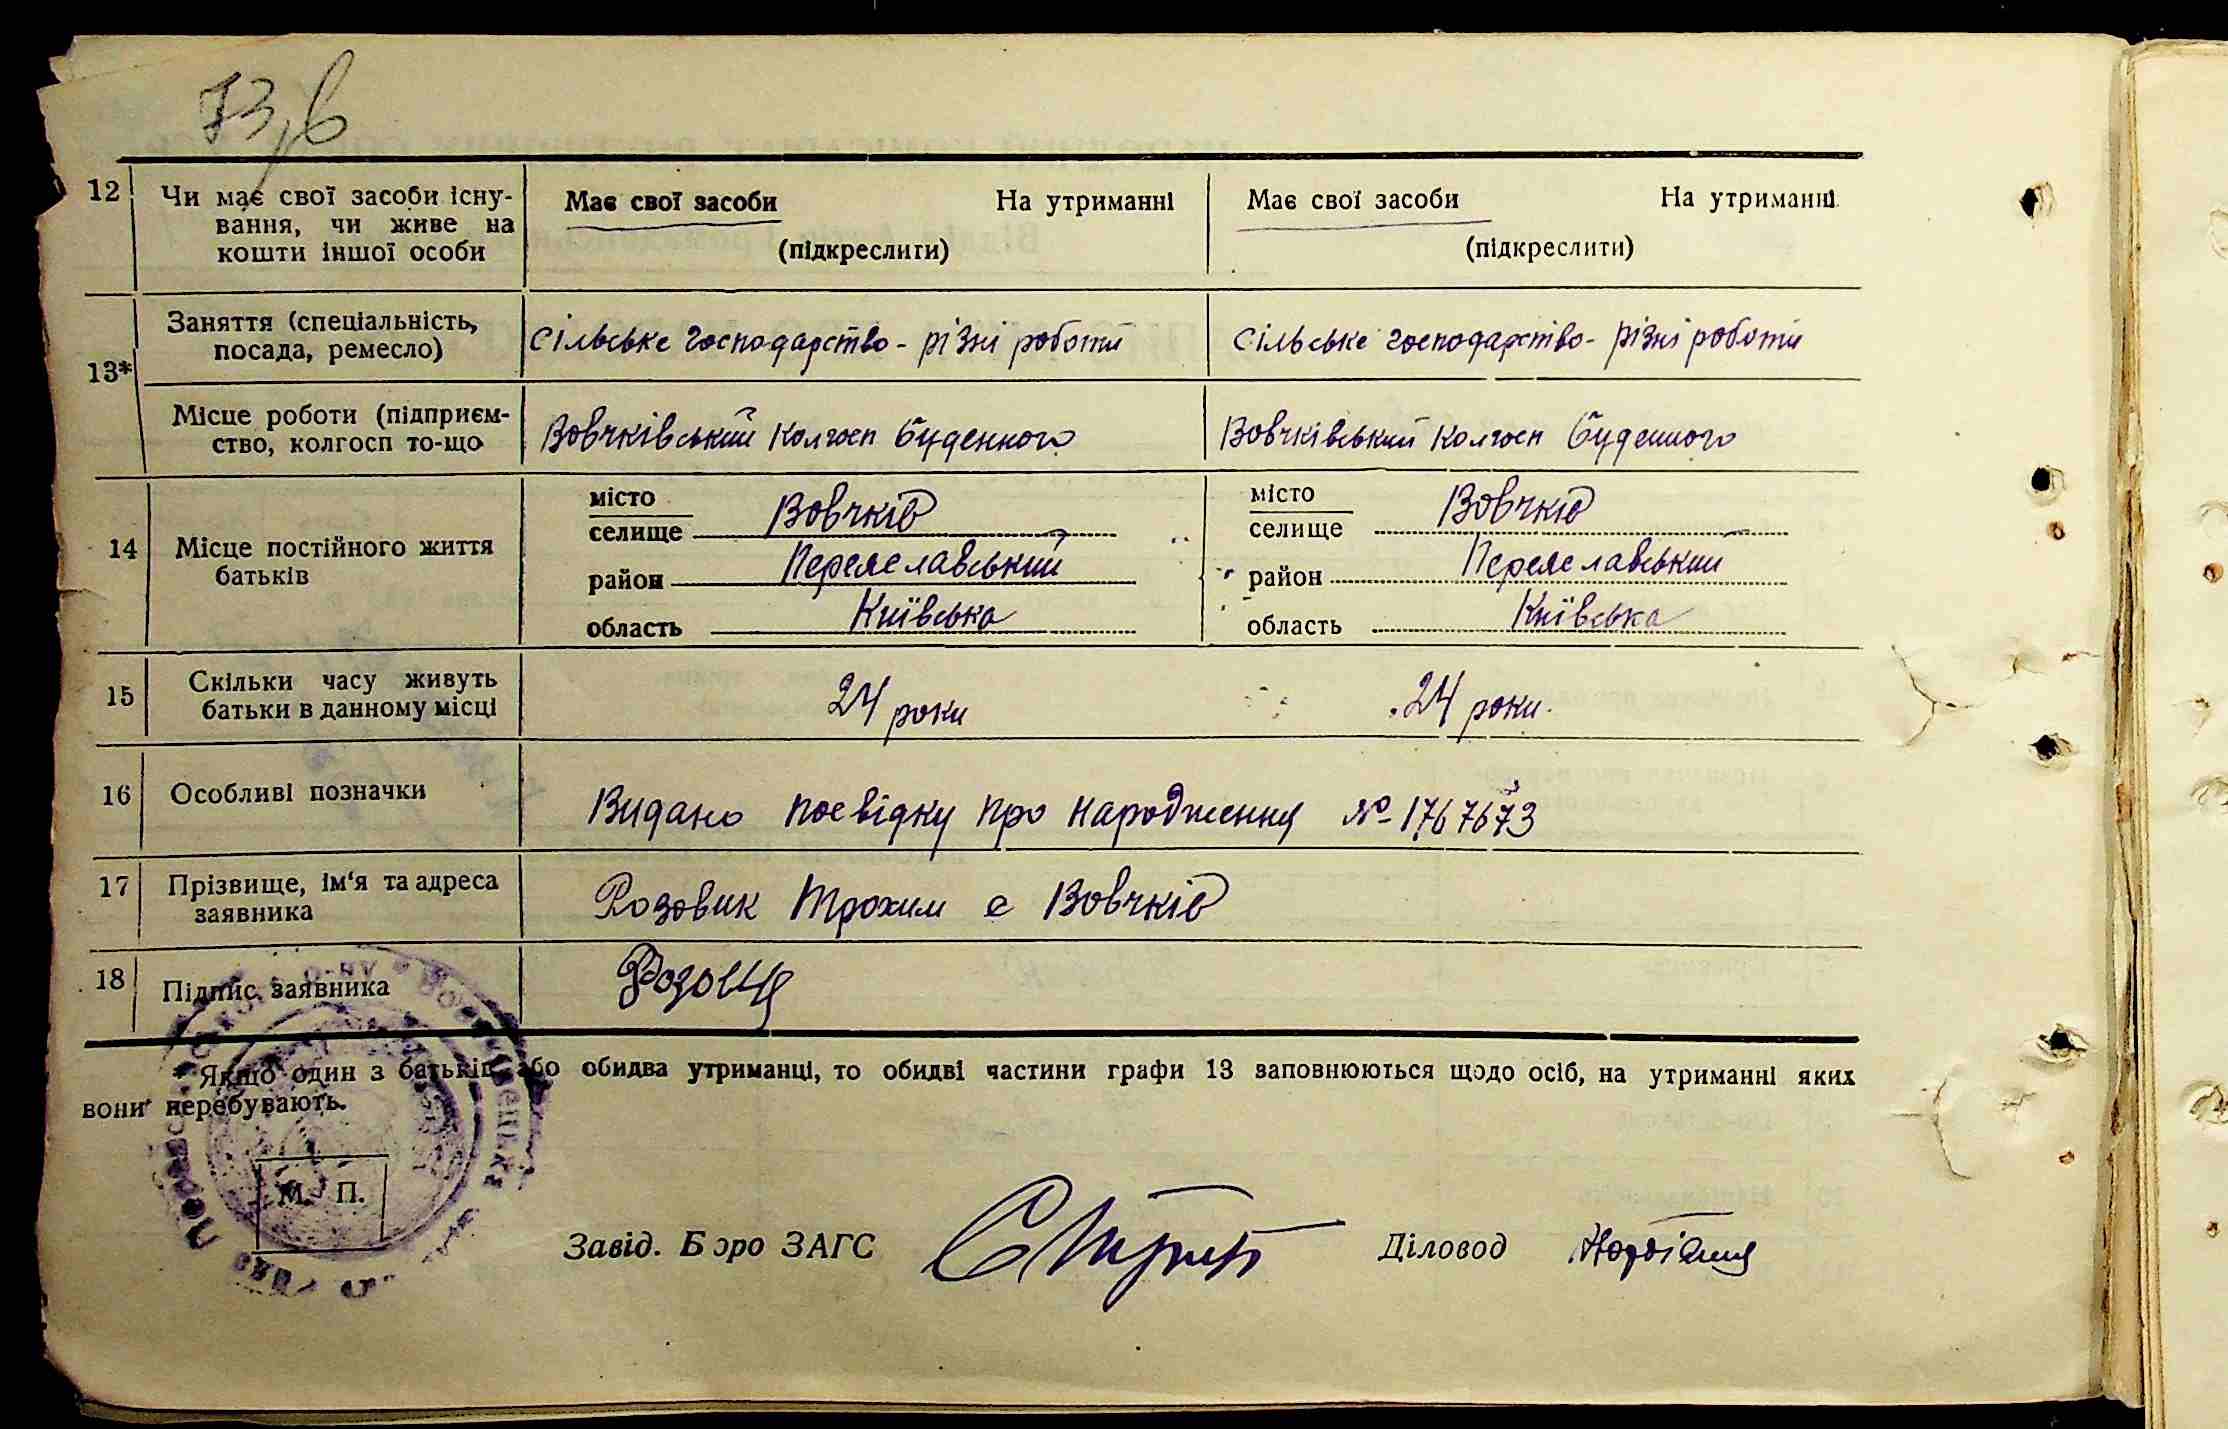 73, в
12 Чи має свої засоби існу-
вання, чи живе на
кошти іншої особи
Має свої засоби На утриманні
(підкреслити)
Має свої засоби На утриманні
(підкреслити)
13*
Заняття (спеціальність,
посада, ремесло)
Сільське господарство - різні роботи
Сільське господарство - різні роботи
Місце роботи (підприєм-
ство, колгосп то-що
Вовчківський колгосп Буденного
Вовчківський колгосп Буденного
14 Місце постійного життя
батьків
місто
селище Вовчків
район Переяславський
область Київська
місто
селище Вовчків
район Переяславський
область Київська
15 Скільки часу живуть
батьки в данному місці
24 роки
24 роки
16 Особливі позначки
Видано посвідку про народження № 1767673
17 Прізвище, ім'я та адреса
заявника
Розовик Трохим с Вовчків
18 Підпис заявника
* Якщо один з батьків або обидва утриманці, то обидві частини графи 13 заповнюються щодо осіб, на утриманні яких
вони перебувають.
М. П.
Завід. Бюро ЗАГС Діловод